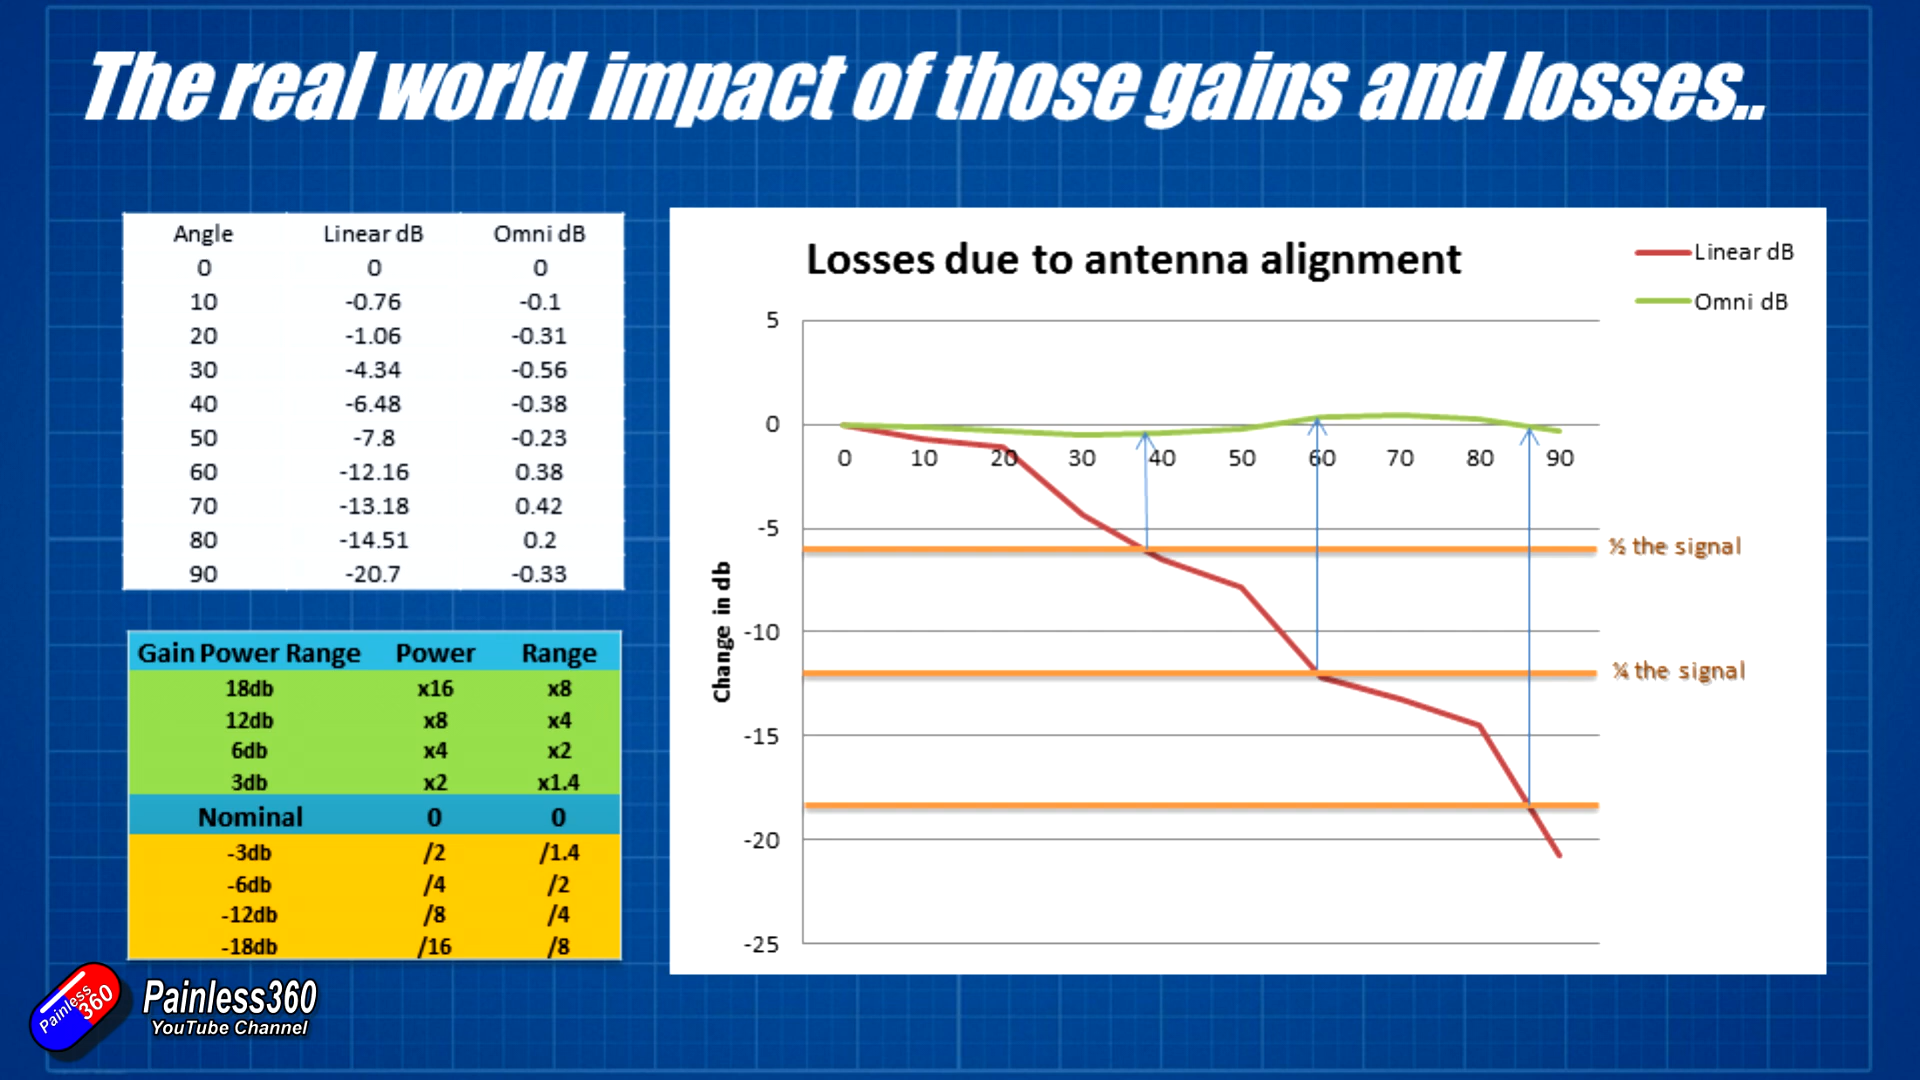 The real world impact of those gains and losses..
Angle Linear dB Omni dB
0 0 0
10 -0.76 -0.1
20 -1.06 -0.31
30 -4.34 -0.56
40 -6.48 -0.38
50 -7.8 -0.23
60 -12.16 0.38
70 -13.18 0.42
80 -14.51 0.2
90 -20.7 -0.33
Gain Power Range Power Range
18db x16 x8
12db x8 x4
6db x4 x2
3db x2 x1.4
Nominal 0 0
-3db /2 /1.4
-6db /4 /2
-12db /8 /4
-18db /16 /8
Losses due to antenna alignment
Linear dB
Omni dB
Change in db
5
0
-5
-10
-15
-20
-25
0 10 20 30 40 50 60 70 80 90
½ the signal
¼ the signal
Painless
360
Painless360
YouTube Channel